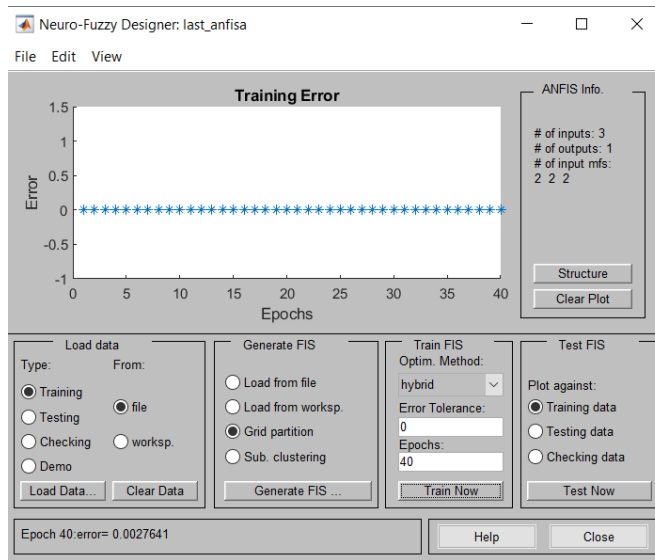 Neuro-Fuzzy Designer: last_anfisa
File Edit View
Training Error
1.5
1
0.5
0
-0.5
-1
Error
0 5 10 15 20 25 30 35 40
Epochs
ANFIS Info.
# of inputs: 3
# of outputs: 1
# of input mfs:
2 2 2
Structure
Clear Plot
Load data
Type: From:
Training
file
Testing
Checking
worksp.
Demo
Load Data... Clear Data
Generate FIS
Load from file
Load from worksp.
Grid partition
Sub. clustering
Generate FIS ...
Train FIS
Optim. Method:
hybrid
Error Tolerance:
0
Epochs:
40
Train Now
Test FIS
Plot against:
Training data
Testing data
Checking data
Test Now
Epoch 40:error= 0.0027641
Help Close